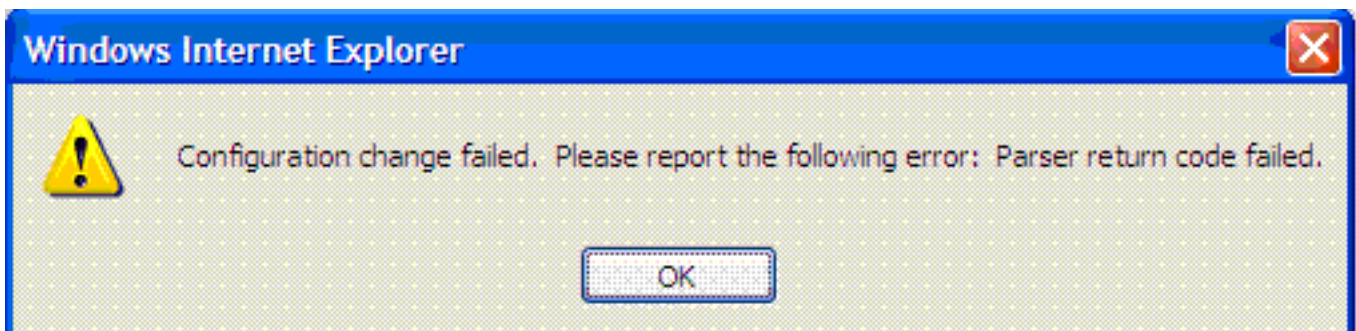 Windows Internet Explorer
Configuration change failed.  Please report the following error:  Parser return code failed.
OK